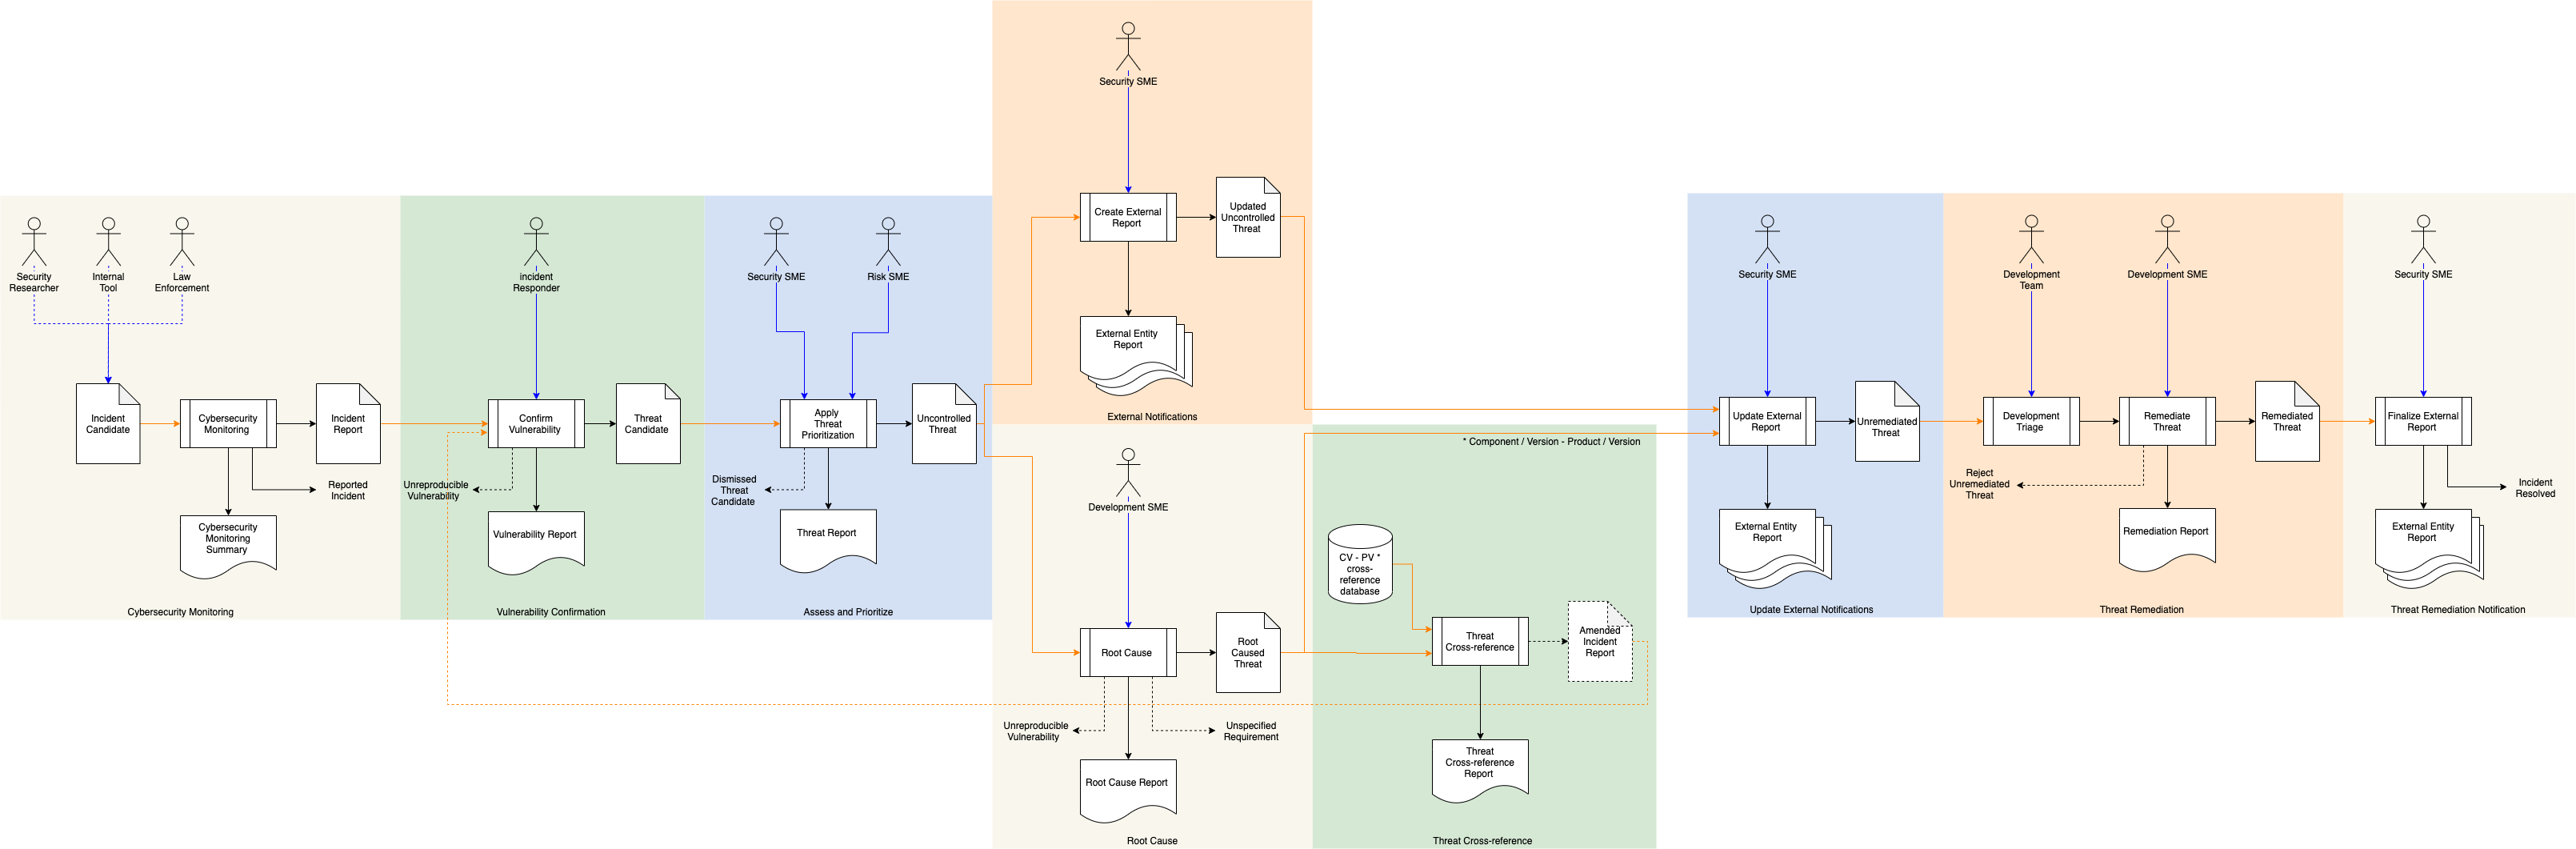 Security
Researcher
Internal
Tool
Law
Enforcement
Incident
Candidate
Cybersecurity
Monitoring
Incident
Report
Reported
Incident
Cybersecurity
Monitoring
Summary
Cybersecurity Monitoring
incident
Responder
Confirm
Vulnerability
Threat
Candidate
Unreproducible
Vulnerability
Vulnerability Report
Vulnerability Confirmation
Security SME
Risk SME
Apply
Threat
Prioritization
Uncontrolled
Threat
Dismissed
Threat
Candidate
Threat Report
Assess and Prioritize
Security SME
Create External
Report
Updated
Uncontrolled
Threat
External Entity
Report
External Notifications
Development SME
Root Cause
Root
Caused
Threat
Unreproducible
Vulnerability
Unspecified
Requirement
Root Cause Report
Root Cause
* Component / Version - Product / Version
CV - PV *
cross-
reference
database
Threat
Cross-reference
Amended
Incident
Report
Threat
Cross-reference
Report
Threat Cross-reference
Security SME
Update External
Report
Unremediated
Threat
External Entity
Report
Update External Notifications
Development
Team
Development SME
Development
Triage
Remediate
Threat
Remediated
Threat
Reject
Unremediated
Threat
Remediation Report
Threat Remediation
Security SME
Finalize External
Report
Incident
Resolved
External Entity
Report
Threat Remediation Notification